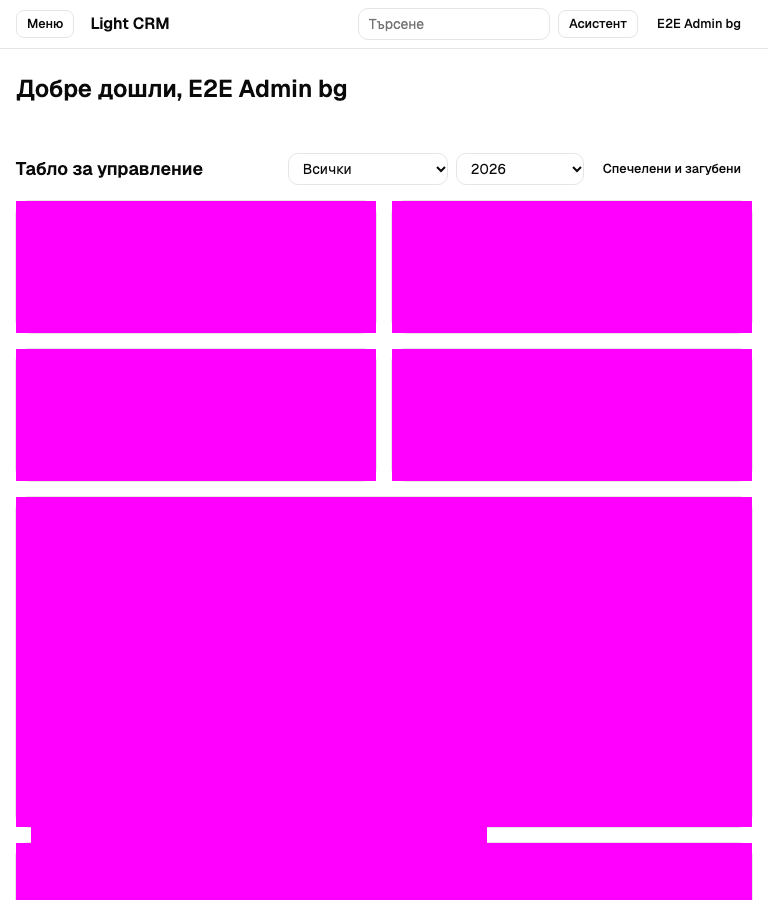 Меню
Light CRM
Търсене
Асистент
E2E Admin bg
Добре дошли, E2E Admin bg
Табло за управление
Всички
2026
Спечелени и загубени